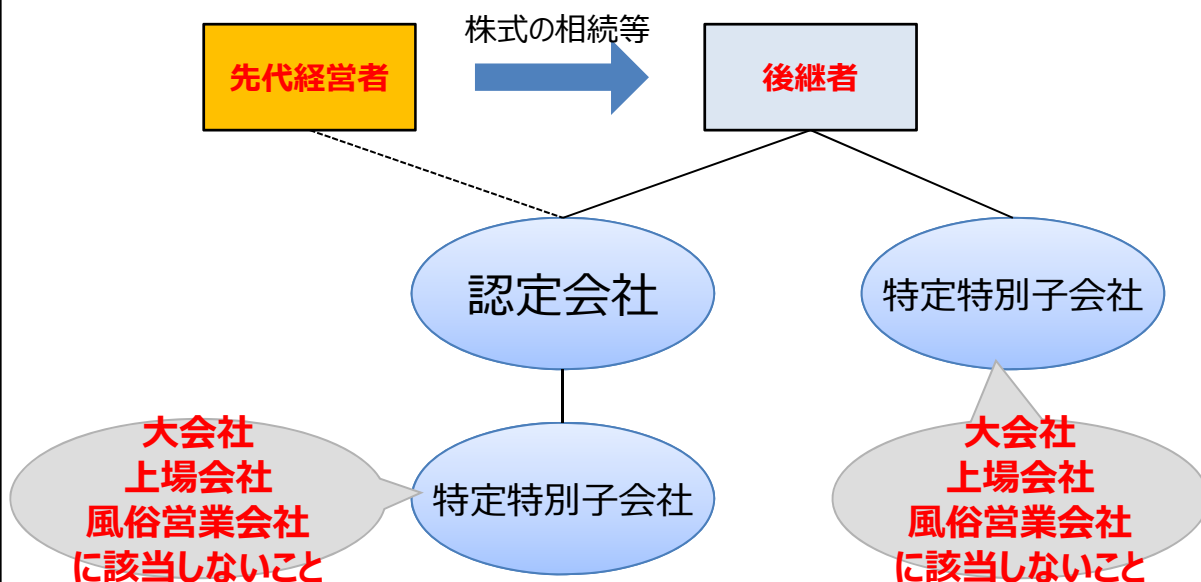 株式の相続等
先代経営者
後継者
認定会社
特定特別子会社
大会社
上場会社
風俗営業会社
に該当しないこと
特定特別子会社
大会社
上場会社
風俗営業会社
に該当しないこと